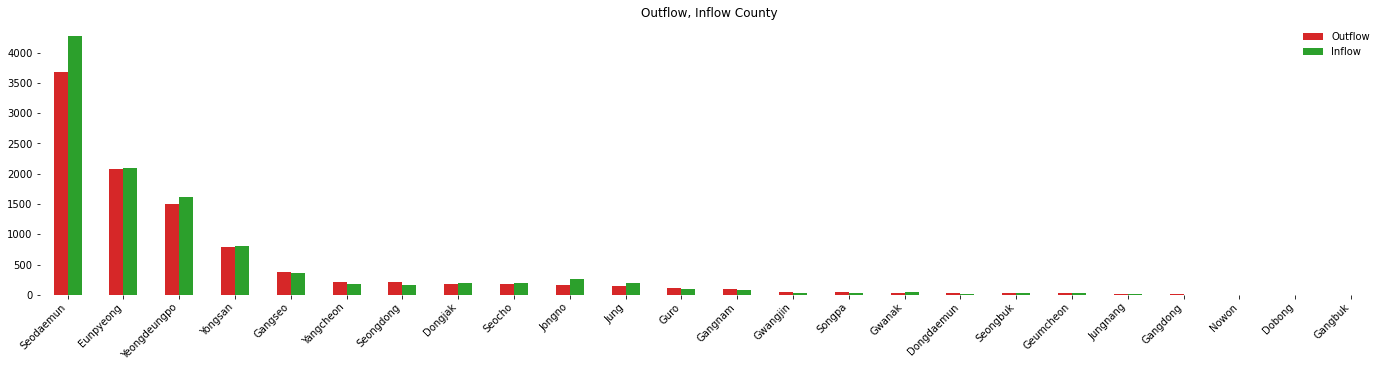 Outflow, Inflow County
Outflow
Inflow
4000
3500
3000
2500
2000
1500
1000
500
0
Seodaemun
Eunpyeong
Yeongdeungpo
Yongsan
Gangseo
Yangcheon
Seongdong
Dongjak
Seocho
Jongno
Jung
Guro
Gangnam
Gwangjin
Songpa
Gwanak
Dongdaemun
Seongbuk
Geumcheon
Jungnang
Gangdong
Nowon
Dobong
Gangbuk